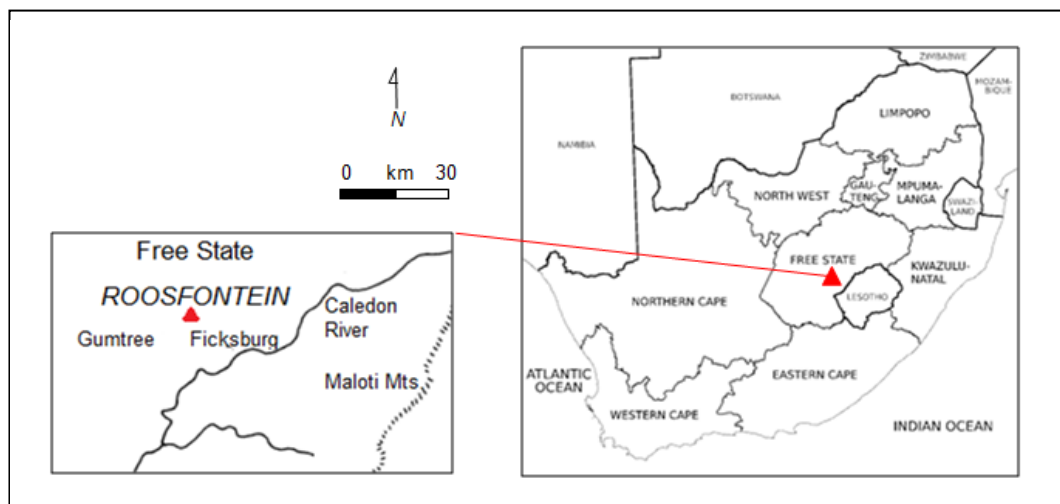 N
0 km 30
Free State
ROOSFONTEIN
Gumtree Ficksburg
Caledon
River
Maloti Mts.
ZIMBABWE
MOZAM-
BIQUE
BOTSWANA
LIMPOPO
NAMIBIA
NORTH WEST
GAU-
TENG
MPUMA-
LANGA
SWAZI-
LAND
FREE STATE
KWAZULU-
NATAL
LESOTHO
NORTHERN CAPE
ATLANTIC
OCEAN
EASTERN CAPE
WESTERN CAPE
INDIAN OCEAN